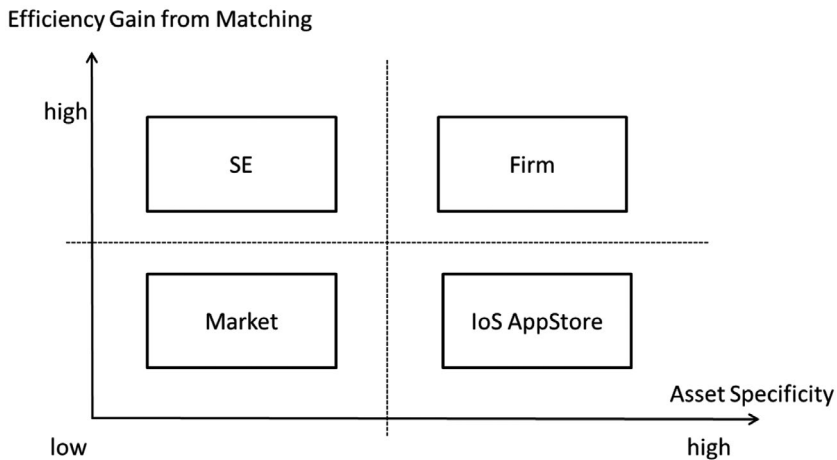 Efficiency Gain from Matching
high
SE
Firm
Market
IoS AppStore
Asset Specificity
low
high